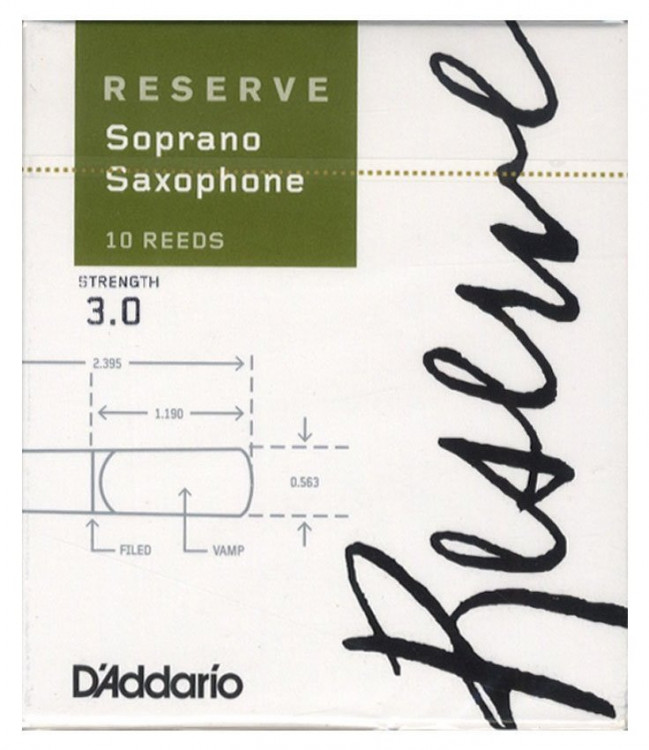 RESERVE
Soprano
Saxophone
10 REEDS
STRENGTH
3.0
2.395
1.190
0.563
FILED
VAMP
D'Addario
Reserve